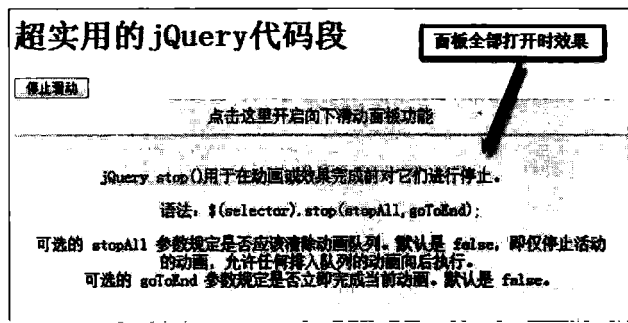 超实用的jQuery代码段
面板全部打开时效果
停止滑动
点击这里开启向下滑动面板功能
jQuery stop()用于在动画或效果完成前对它们进行停止。
语法：$(selector).stop(stopAll,goToEnd);
可选的 stopAll 参数规定是否应该清除动画队列。默认是 false，即仅停止活动
的动画，允许任何排入队列的动画向后执行。
可选的 goToEnd 参数规定是否立即完成当前动画。默认是 false。